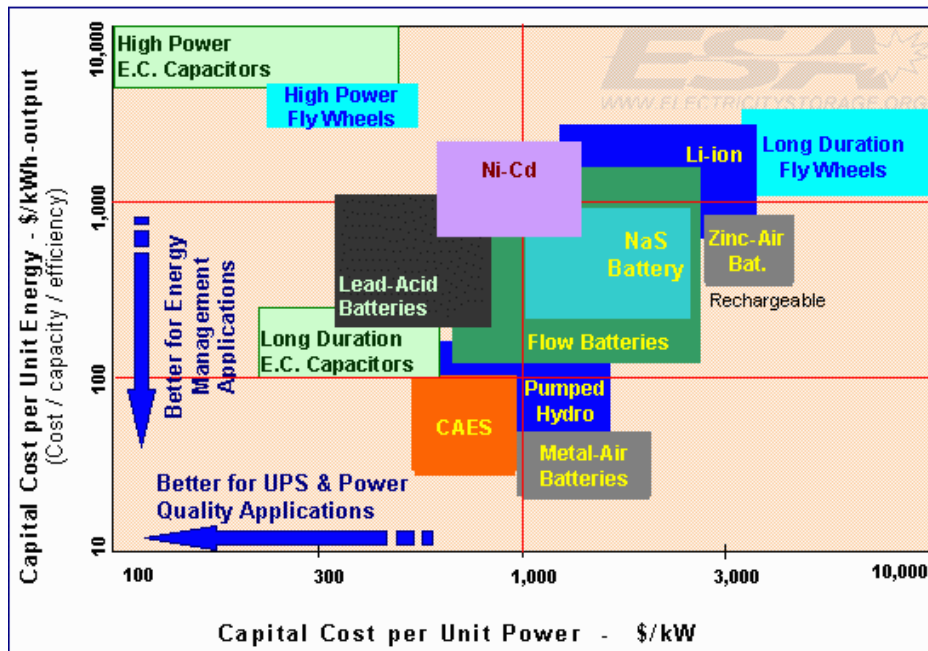 Capital Cost per Unit Energy - $/kWh-output
(Cost / capacity / efficiency)
10,000
1,000
100
10
High Power
E.C. Capacitors
High Power
Fly Wheels
ESA
WWW.ELECTRICITYSTORAGE.ORG
Ni-Cd
Li-ion
Long Duration
Fly Wheels
Better for Energy
Management
Applications
Lead-Acid
Batteries
NaS
Battery
Zinc-Air
Bat.
Rechargeable
Long Duration
E.C. Capacitors
Flow Batteries
CAES
Pumped
Hydro
Metal-Air
Batteries
Better for UPS & Power
Quality Applications
100
300
1,000
3,000
10,000
Capital Cost per Unit Power - $/kW